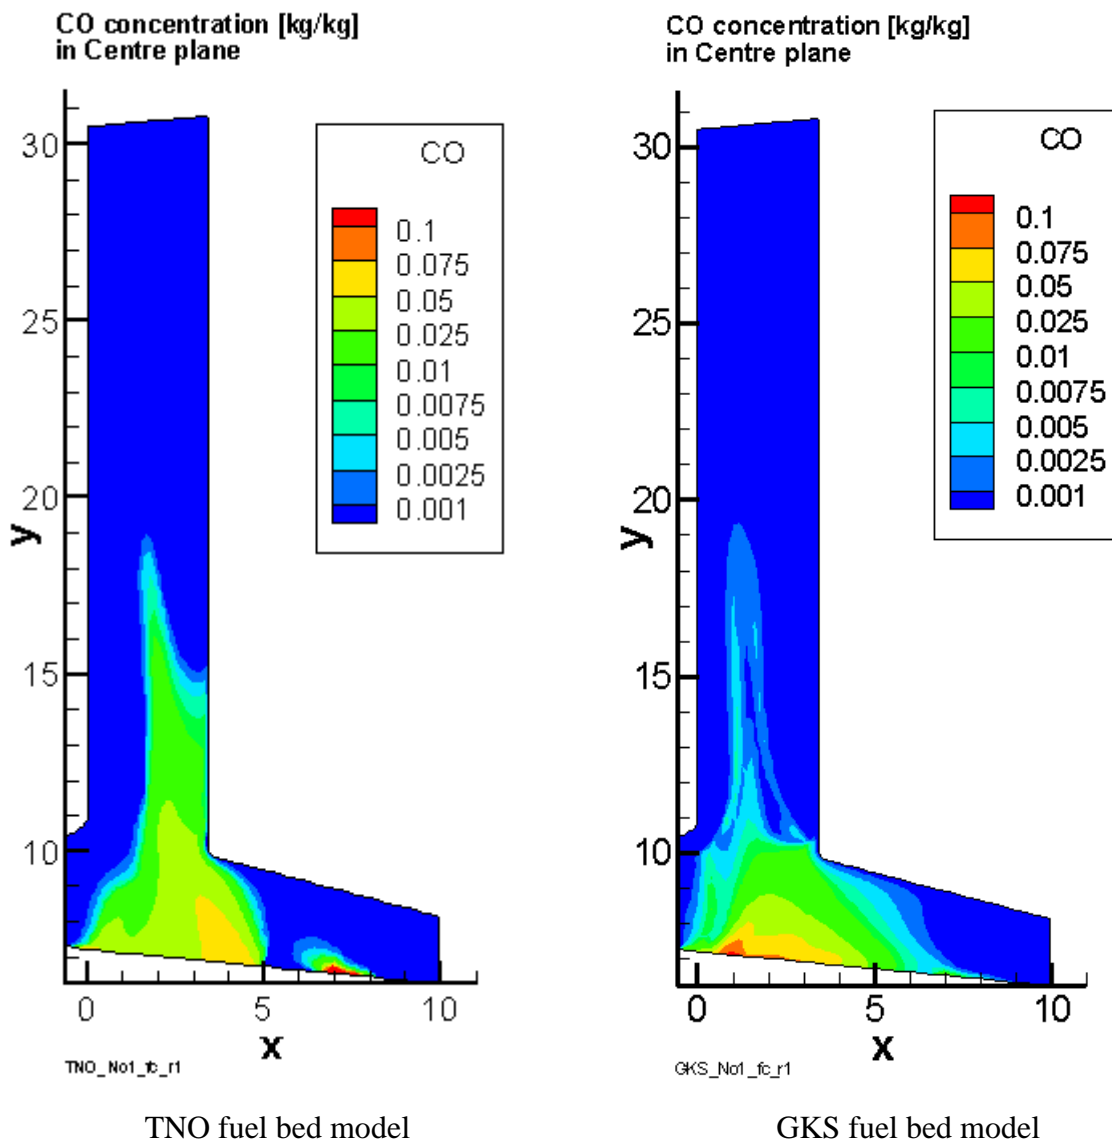 CO concentration [kg/kg]
in Centre plane
CO
0.1
0.075
0.05
0.025
0.01
0.0075
0.005
0.0025
0.001
30
25
20
15
10
y
0
5
10
x
TNO_No1_fc_r1
TNO fuel bed model
CO concentration [kg/kg]
in Centre plane
CO
0.1
0.075
0.05
0.025
0.01
0.0075
0.005
0.0025
0.001
30
25
20
15
10
y
0
5
10
x
GKS_No1_fc_r1
GKS fuel bed model